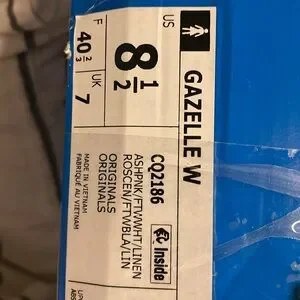 GAZELLE W
US
8 1/2
F
40 2/3
UK
7
CQ2186
Inside
ASHPNK/FTWWHT/LINEN
ROSCEN/FTWBLA/LIN
ORIGINALS
ORIGINALS
MADE IN VIETNAM
FABRIQUÉ AU VIETNAM